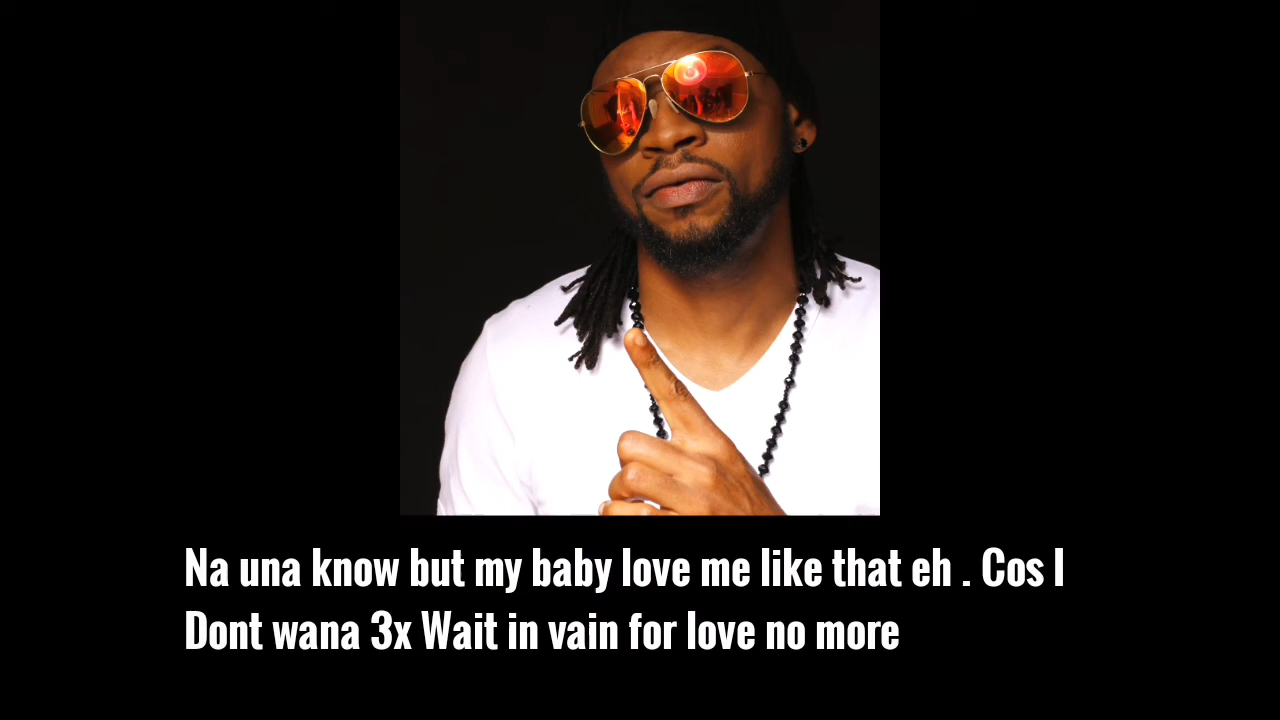 Na una know but my baby love me like that eh . Cos I
Dont wana 3x Wait in vain for love no more